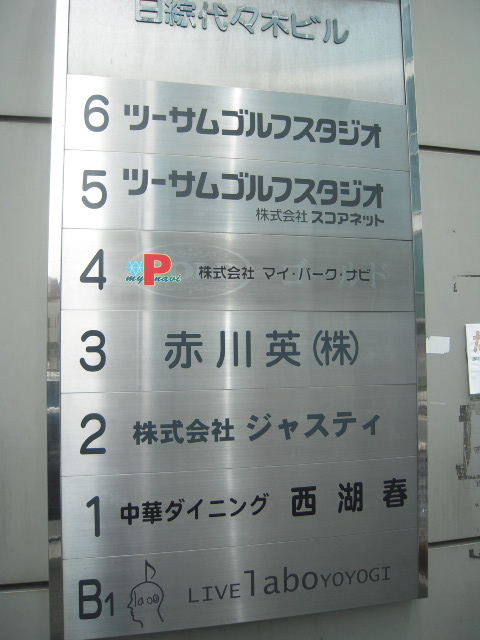 日綜代々木ビル
6 ツーサムゴルフスタジオ
5 ツーサムゴルフスタジオ
株式会社 スコアネット
4 my P navi 株式会社 マイ・パーク・ナビ
3 赤川英(株)
2 株式会社 ジャスティ
1 中華ダイニング 西湖春
B1 labo LIVE laboYOYOGI